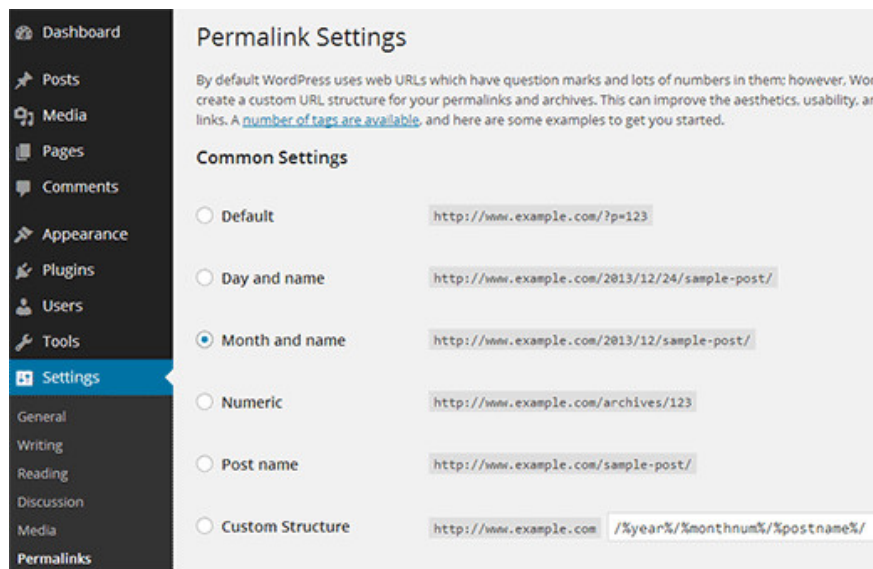 Dashboard
Posts
Media
Pages
Comments
Appearance
Plugins
Users
Tools
Settings
General
Writing
Reading
Discussion
Media
Permalinks
Permalink Settings
By default WordPress uses web URLs which have question marks and lots of numbers in them; however, Wor
create a custom URL structure for your permalinks and archives. This can improve the aesthetics, usability, an
links. A number of tags are available, and here are some examples to get you started.
Common Settings
Default http://www.example.com/?p=123
Day and name http://www.example.com/2013/12/24/sample-post/
Month and name http://www.example.com/2013/12/sample-post/
Numeric http://www.example.com/archives/123
Post name http://www.example.com/sample-post/
Custom Structure http://www.example.com /%year%/%monthnum%/%postname%/